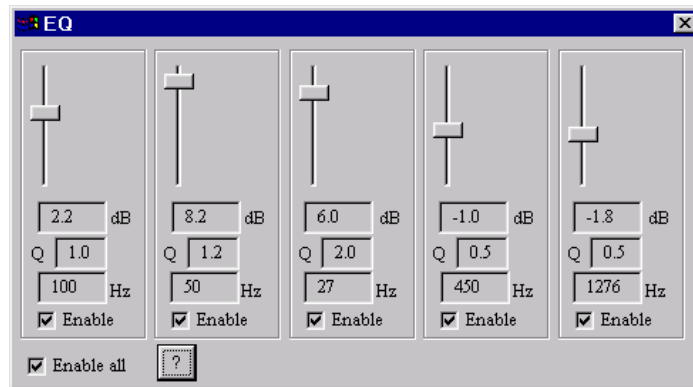 EQ
2.2 dB 8.2 dB 6.0 dB -1.0 dB -1.8 dB
Q 1.0 Q 1.2 Q 2.0 Q 0.5 Q 0.5
100 Hz 50 Hz 27 Hz 450 Hz 1276 Hz
Enable Enable Enable Enable Enable
Enable all ?